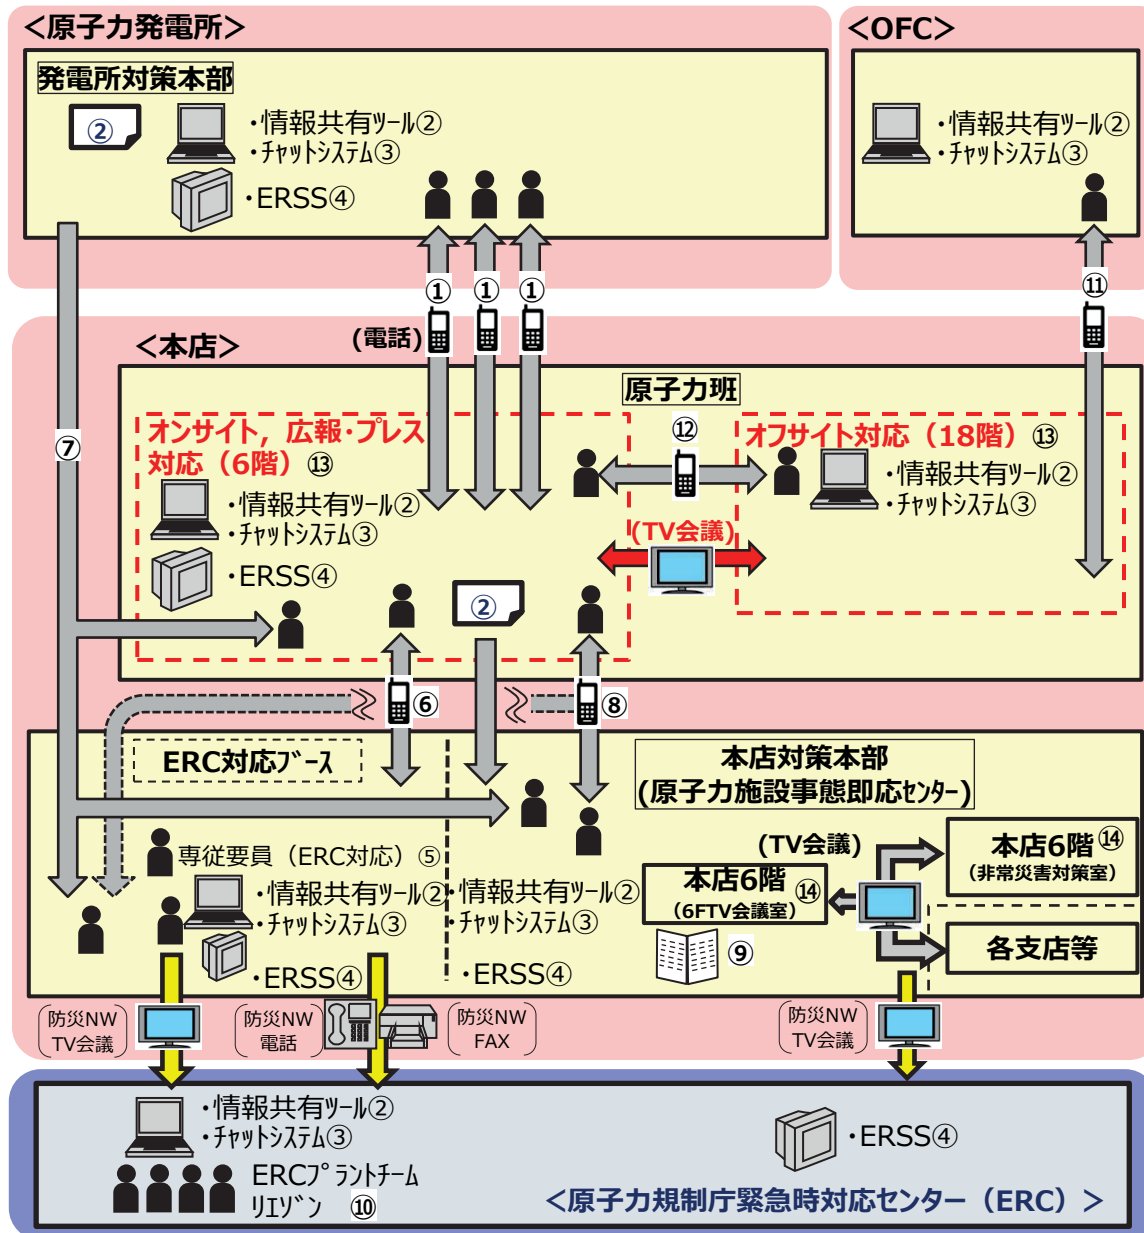 <原子力発電所>
発電所対策本部
②
・情報共有ﾂｰﾙ②
・ﾁｬｯﾄｼｽﾃﾑ③
・ERSS④
<OFC>
・情報共有ﾂｰﾙ②
・ﾁｬｯﾄｼｽﾃﾑ③
① ① ①
⑪
(電話)
<本店>
原子力班
⑦
オンサイト，広報・プレス
対応（6階）⑬
・情報共有ﾂｰﾙ②
・ﾁｬｯﾄｼｽﾃﾑ③
・ERSS④
⑫
(TV会議)
オフサイト対応（18階）⑬
・情報共有ﾂｰﾙ②
・ﾁｬｯﾄｼｽﾃﾑ③
②
⑥
⑧
ERC対応ﾌﾞｰｽ
本店対策本部
(原子力施設事態即応ｾﾝﾀｰ)
専従要員（ERC対応）⑤
・情報共有ﾂｰﾙ②
・ﾁｬｯﾄｼｽﾃﾑ③
・ERSS④
・情報共有ﾂｰﾙ②
・ﾁｬｯﾄｼｽﾃﾑ③
・ERSS④
(TV会議)
本店6階⑭
(6FTV会議室)
⑨
本店6階⑭
(非常災害対策室)
各支店等
防災NW
TV会議
防災NW
電話
防災NW
FAX
防災NW
TV会議
・情報共有ﾂｰﾙ②
・ﾁｬｯﾄｼｽﾃﾑ③
ERCﾌﾟﾗﾝﾄﾁｰﾑ
ﾘｴｿﾞﾝ ⑩
・ERSS④
<原子力規制庁緊急時対応センター（ERC）>